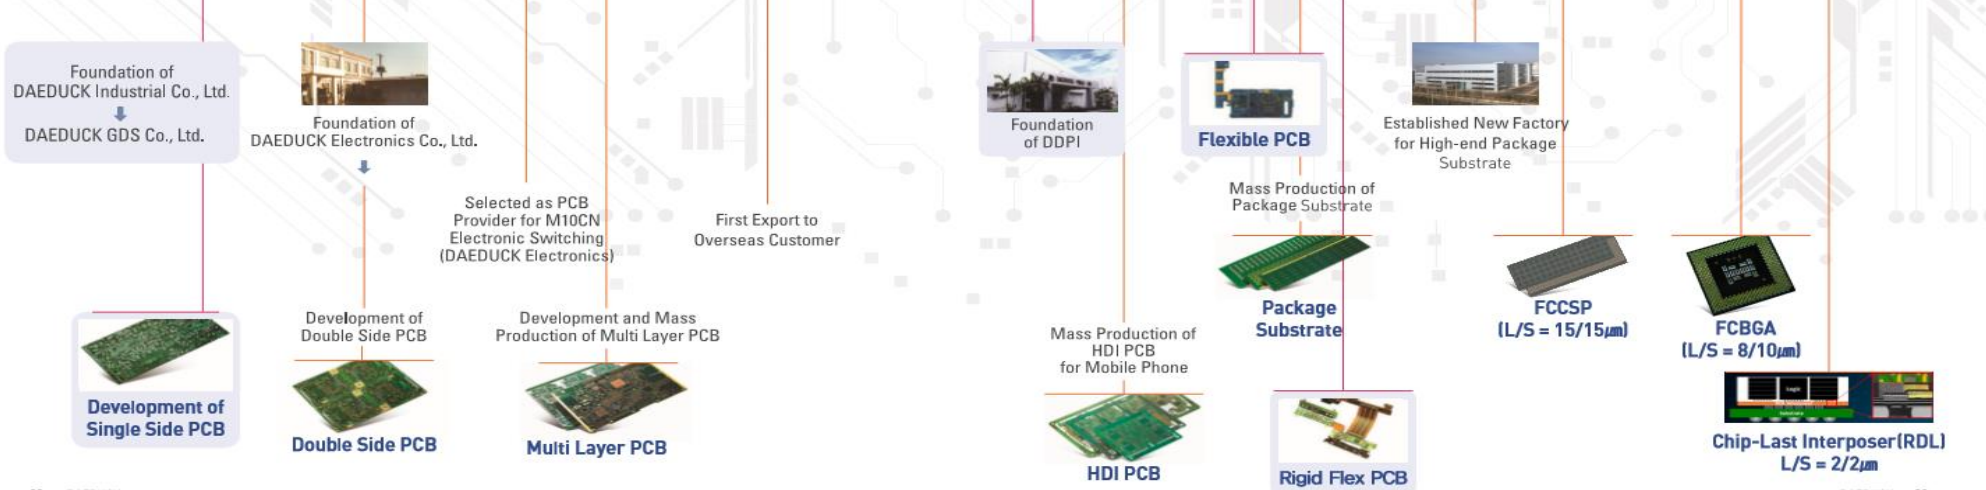 Foundation of
DAEDUCK Industrial Co., Ltd.
DAEDUCK GDS Co., Ltd.
Development of
Single Side PCB
Foundation of
DAEDUCK Electronics Co., Ltd.
Development of
Double Side PCB
Double Side PCB
Selected as PCB
Provider for M10CN
Electronic Switching
(DAEDUCK Electronics)
Development and Mass
Production of Multi Layer PCB
Multi Layer PCB
First Export to
Overseas Customer
Foundation
of DDPI
Mass Production of
HDI PCB
for Mobile Phone
HDI PCB
Flexible PCB
Mass Production of
Package Substrate
Package
Substrate
Rigid Flex PCB
Established New Factory
for High-end Package
Substrate
FCCSP
(L/S = 15/15㎛)
FCBGA
(L/S = 8/10㎛)
Logic
Substrate
Chip-Last Interposer(RDL)
L/S = 2/2㎛